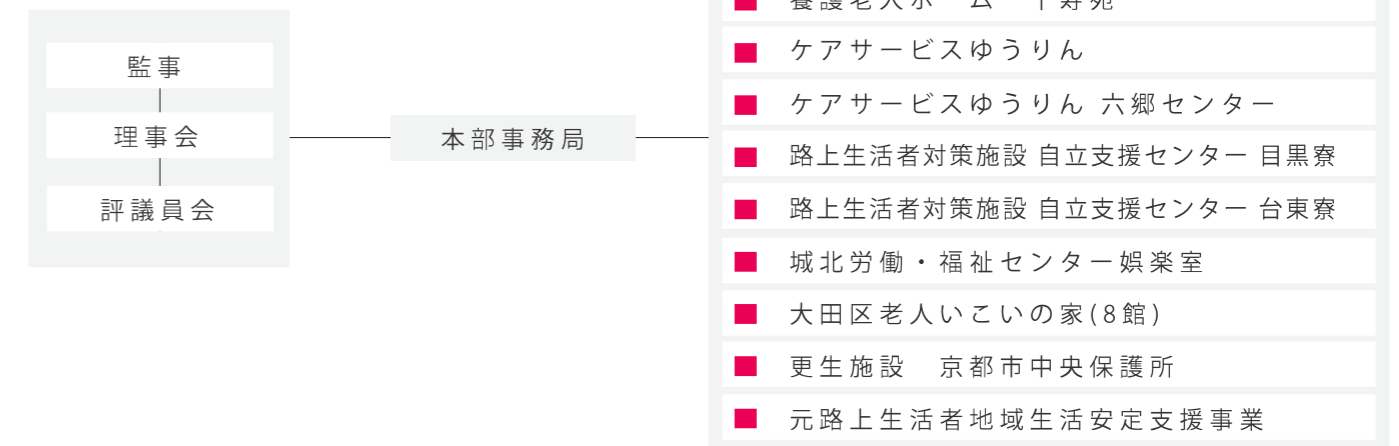 監事
理事会
評議員会
本部事務局
ケアサービスゆうりん
ケアサービスゆうりん 六郷センター
路上生活者対策施設 自立支援センター 目黒寮
路上生活者対策施設 自立支援センター 台東寮
城北労働・福祉センター娯楽室
大田区老人いこいの家(8館)
更生施設　京都市中央保護所
元路上生活者地域生活安定支援事業